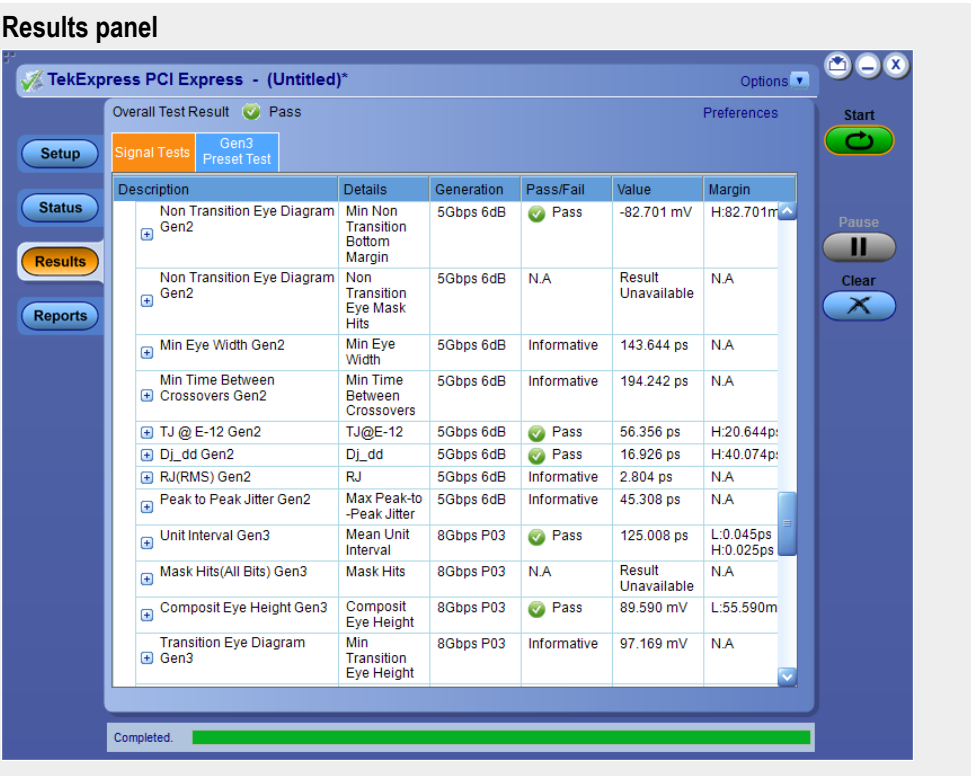 Results panel
TekExpress PCI Express - (Untitled)*
Options
Overall Test Result Pass
Preferences
Start
Setup
Signal Tests
Gen3
Preset Test
Description Details Generation Pass/Fail Value Margin
Non Transition Eye Diagram Min Non 5Gbps 6dB Pass -82.701 mV H:82.701m
Gen2 Transition
Bottom
Margin
Status
Pause
Results
Non Transition Eye Diagram Non 5Gbps 6dB N.A Result N.A
Gen2 Transition Unavailable
Eye Mask
Hits
Clear
Reports
Min Eye Width Gen2 Min Eye 5Gbps 6dB Informative 143.644 ps N.A
Width
Min Time Between Min Time 5Gbps 6dB Informative 194.242 ps N.A
Crossovers Gen2 Between
Crossovers
TJ @ E-12 Gen2 TJ@E-12 5Gbps 6dB Pass 56.356 ps H:20.644p
Dj_dd Gen2 Dj_dd 5Gbps 6dB Pass 16.926 ps H:40.074p
RJ(RMS) Gen2 RJ 5Gbps 6dB Informative 2.804 ps N.A
Peak to Peak Jitter Gen2 Max Peak-to 5Gbps 6dB Informative 45.308 ps N.A
-Peak Jitter
Unit Interval Gen3 Mean Unit 8Gbps P03 Pass 125.008 ps L:0.045ps
Interval H:0.025ps
Mask Hits(All Bits) Gen3 Mask Hits 8Gbps P03 N.A Result N.A
Unavailable
Composit Eye Height Gen3 Composit 8Gbps P03 Pass 89.590 mV L:55.590m
Eye Height
Transition Eye Diagram Min 8Gbps P03 Informative 97.169 mV N.A
Gen3 Transition
Eye Height
Completed.